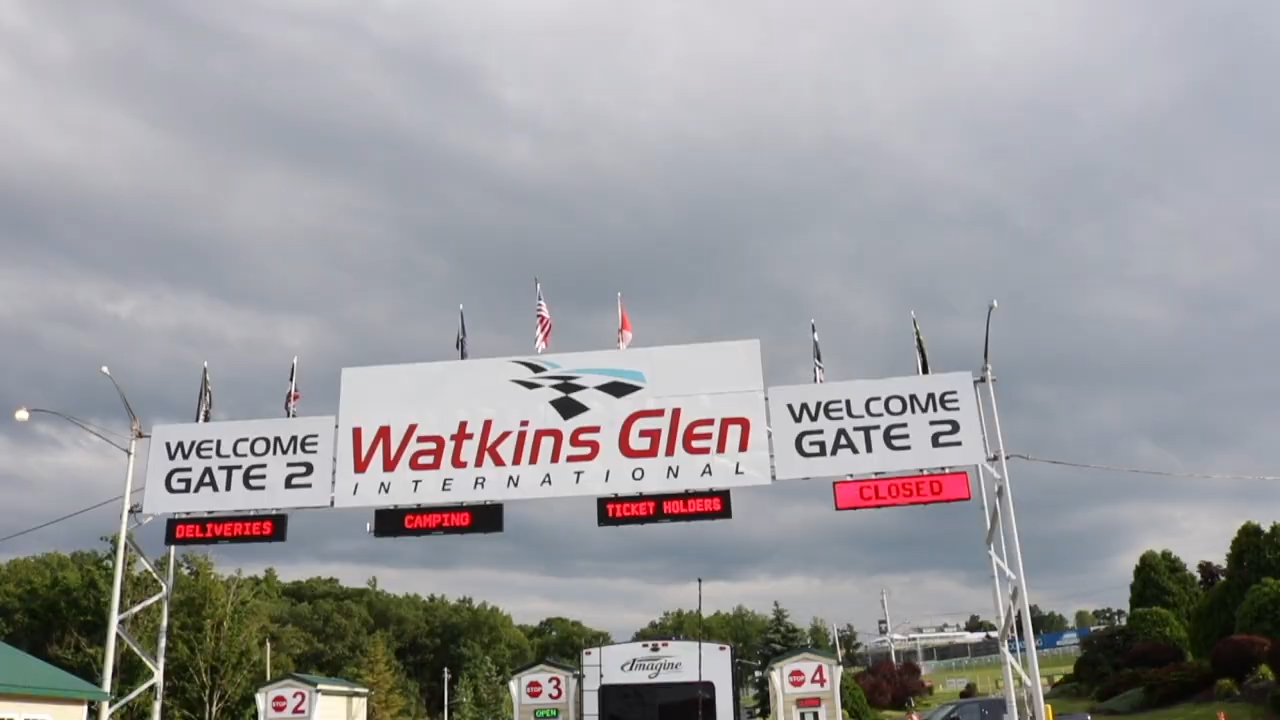 WELCOME
GATE 2
Watkins Glen
INTERNATIONAL
WELCOME
GATE 2
DELIVERIES
CAMPING
TICKET HOLDERS
CLOSED
STOP 2
STOP 3
OPEN
Imagine
STOP 4